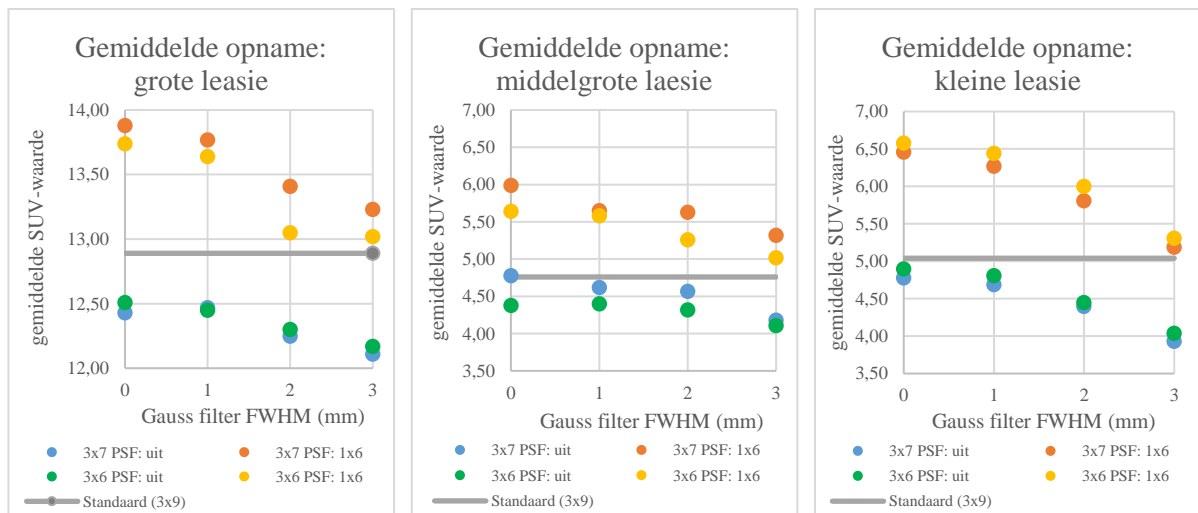 Gemiddelde opname:
grote leasie
gemiddelde SUV-waarde
14,00
13,50
13,00
12,50
12,00
0 1 2 3
Gauss filter FWHM (mm)
3x7 PSF: uit 3x7 PSF: 1x6
3x6 PSF: uit 3x6 PSF: 1x6
Standaard (3x9)
Gemiddelde opname:
middelgrote laesie
gemiddelde SUV-waarde
7,00
6,50
6,00
5,50
5,00
4,50
4,00
3,50
0 1 2 3
Gauss filter FWHM (mm)
3x7 PSF: uit 3x7 PSF: 1x6
3x6 PSF: uit 3x6 PSF: 1x6
Standaard (3x9)
Gemiddelde opname:
kleine leasie
gemiddelde SUV-waarde
7,00
6,50
6,00
5,50
5,00
4,50
4,00
3,50
0 1 2 3
Gauss filter FWHM (mm)
3x7 PSF: uit 3x7 PSF: 1x6
3x6 PSF: uit 3x6 PSF: 1x6
Standaard (3x9)